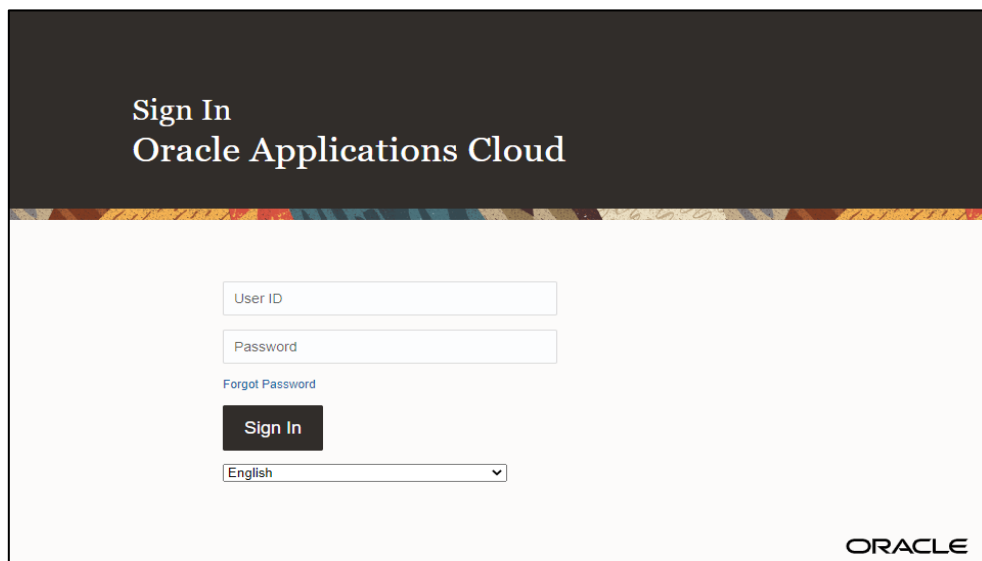 Sign In
Oracle Applications Cloud
User ID
Password
Forgot Password
Sign In
English
ORACLE